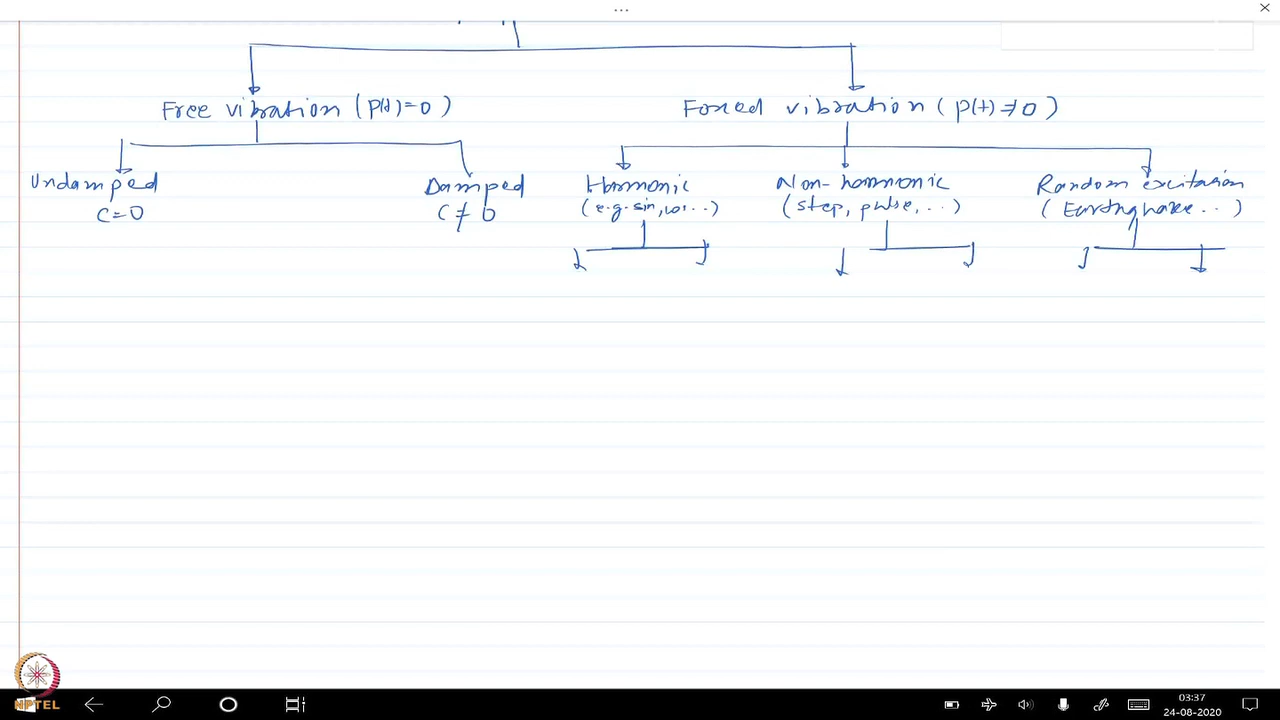 Free vibration (P(t)=0) Forced vibration (P(t)≠0)
Undamped Damped Harmonic Non-harmonic Random excitation
C=0 C≠0 (e.g. sin, cos..) (step, pulse, ...) (Earthquake...)
NPTEL
03:37
24-08-2020